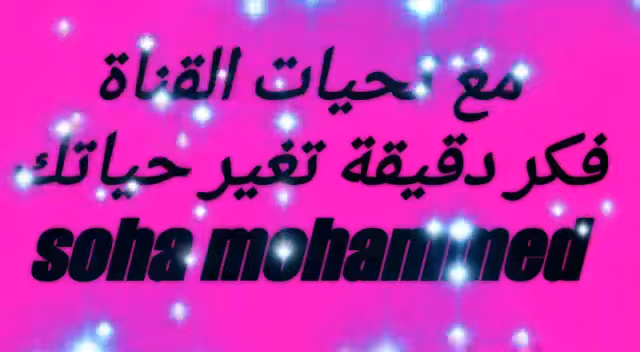 مع تحيات القناة
فكر دقيقة تغير حياتك
soha mohammed